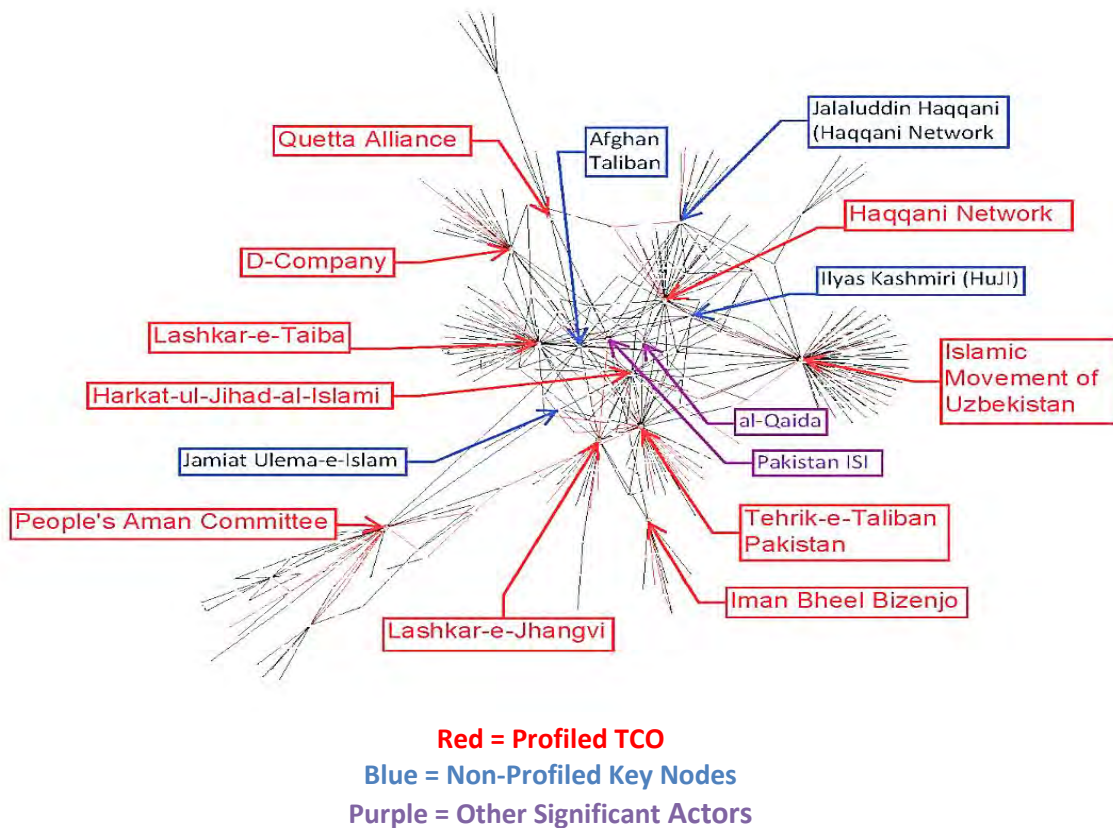 Jalaluddin Haqqani
(Haqqani Network
Quetta Alliance
Afghan
Taliban
Haqqani Network
D-Company
Ilyas Kashmiri (HuJI)
Lashkar-e-Taiba
Islamic
Movement of
Uzbekistan
Harkat-ul-Jihad-al-Islami
al-Qaida
Jamiat Ulema-e-Islam
Pakistan ISI
People's Aman Committee
Tehrik-e-Taliban
Pakistan
Iman Bheel Bizenjo
Lashkar-e-Jhangvi
Red = Profiled TCO
Blue = Non-Profiled Key Nodes
Purple = Other Significant Actors